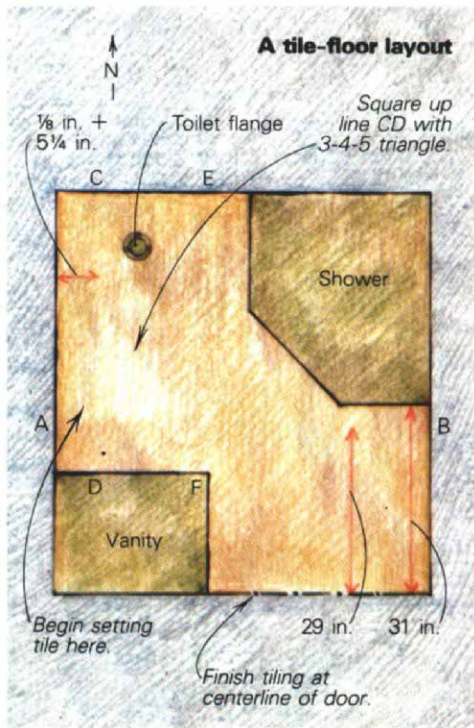 A tile-floor layout
N
⅛ in. +
5¼ in.
Toilet flange
Square up
line CD with
3-4-5 triangle.
C
E
Shower
A
B
D
F
Vanity
Begin setting
tile here.
29 in.
31 in.
Finish tiling at
centerline of door.